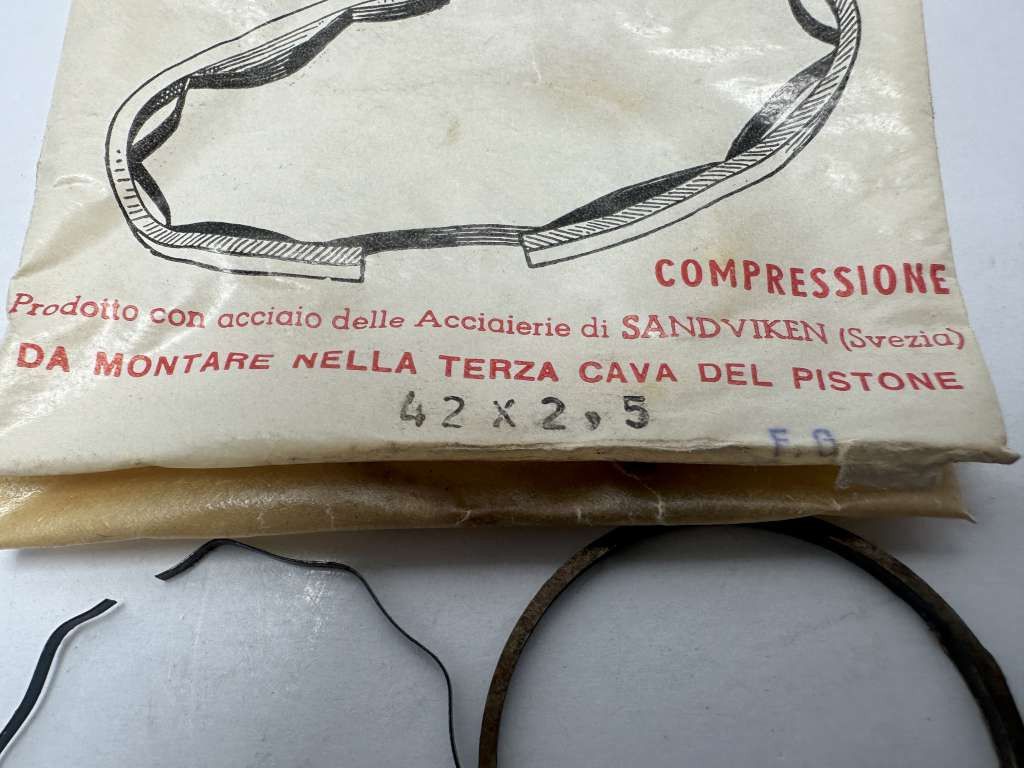 COMPRESSIONE
Prodotto con acciaio delle Acciaierie di SANDVIKEN (Svezia)
DA MONTARE NELLA TERZA CAVA DEL PISTONE
42 X 2,5
F.G